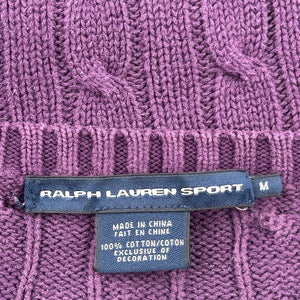 RALPH LAUREN SPORT M
MADE IN CHINA
FAIT EN CHINE
100% COTTON/COTON
EXCLUSIVE OF
DECORATION